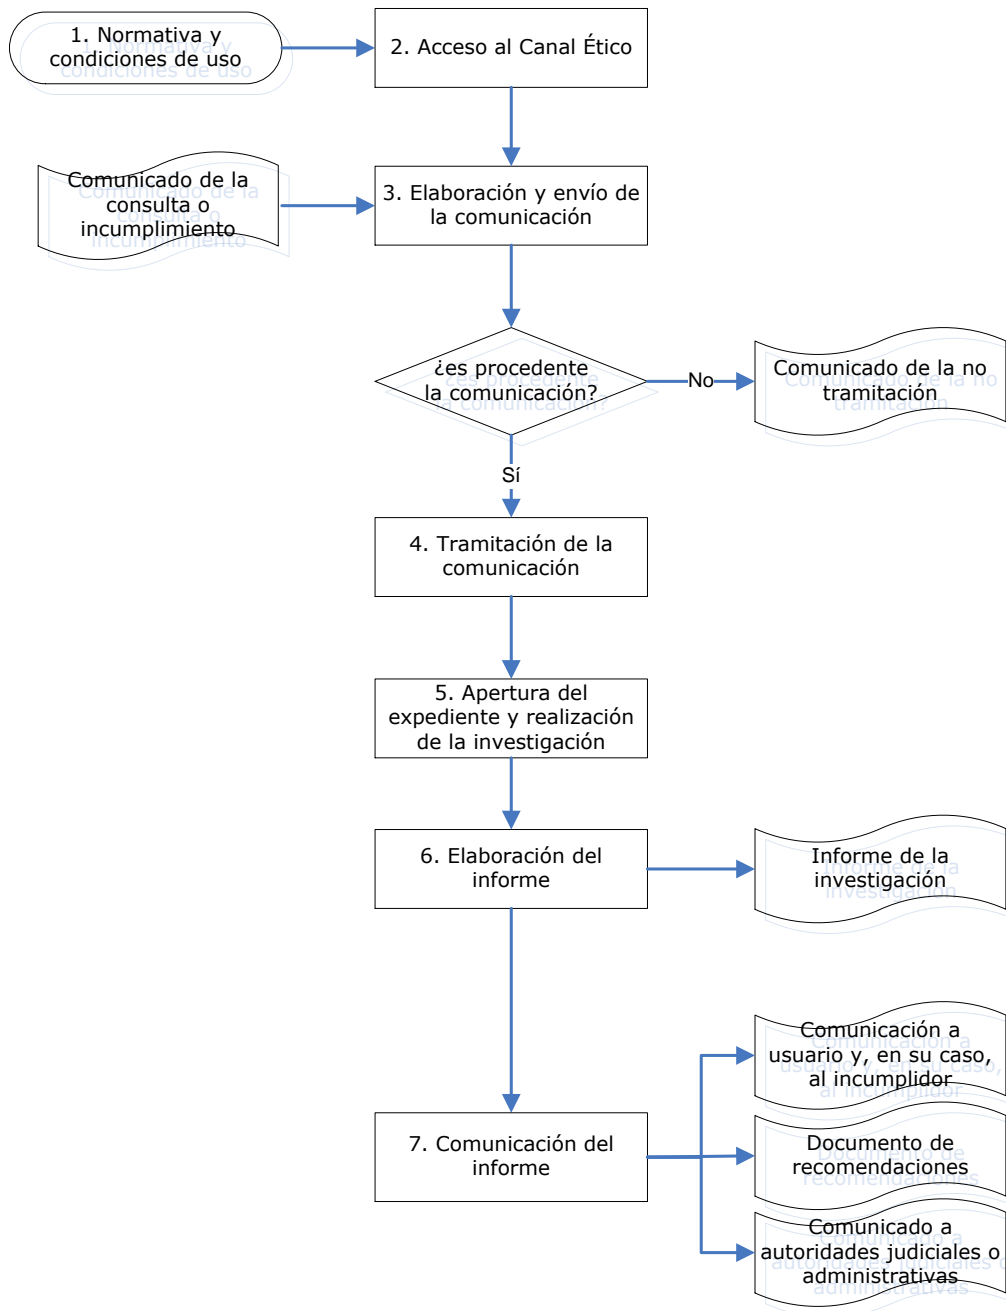 1. Normativa y
condiciones de uso
2. Acceso al Canal Ético
Comunicado de la
consulta o
incumplimiento
3. Elaboración y envío de
la comunicación
¿es procedente
la comunicación?
No
Comunicado de la no
tramitación
Sí
4. Tramitación de la
comunicación
5. Apertura del
expediente y realización
de la investigación
6. Elaboración del
informe
Informe de la
investigación
Comunicación a
usuario y, en su caso,
al incumplidor
7. Comunicación del
informe
Documento de
recomendaciones
Comunicado a
autoridades judiciales o
administrativas